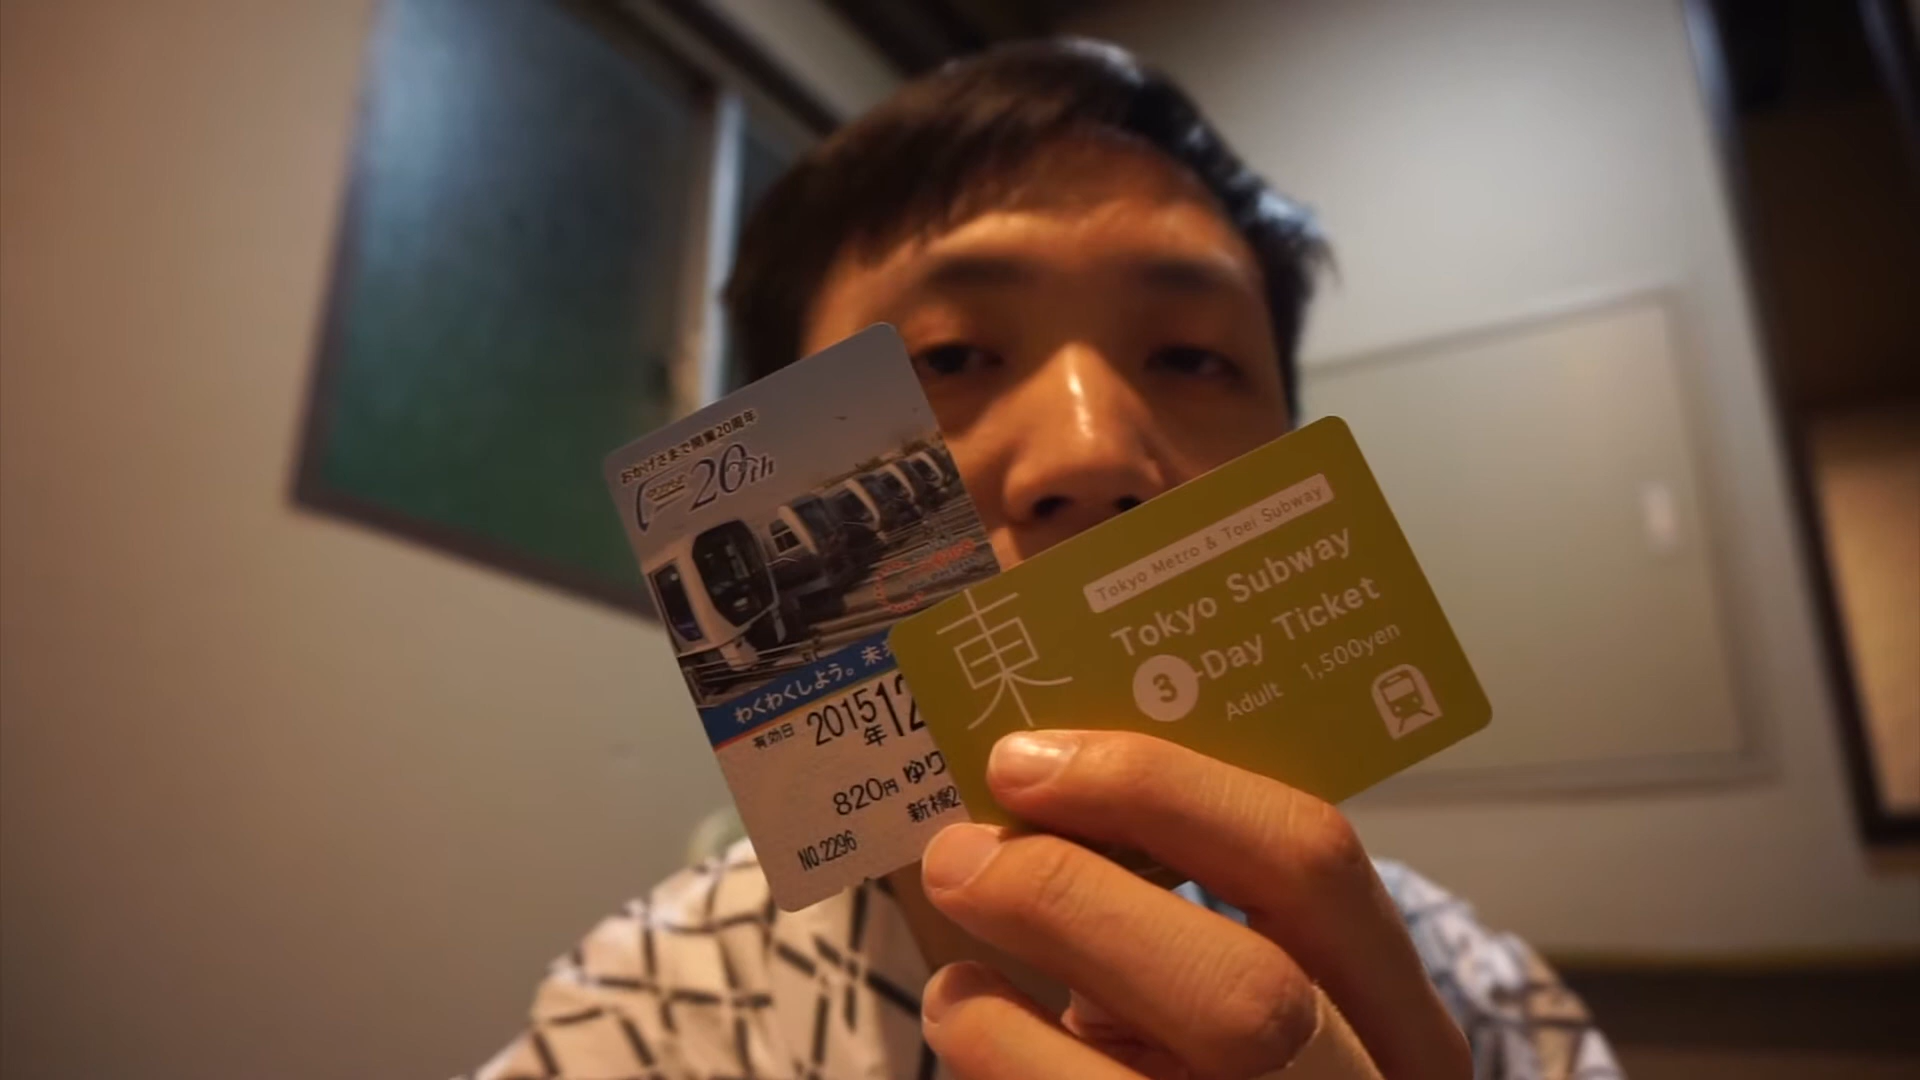 おかげさまで開業20周年
20th
わくわくしよう。未
有効日 2015年12
820円 ゆり
新橋2
NO.2296
東
Tokyo Metro & Toei Subway
Tokyo Subway
3-Day Ticket
Adult 1,500yen